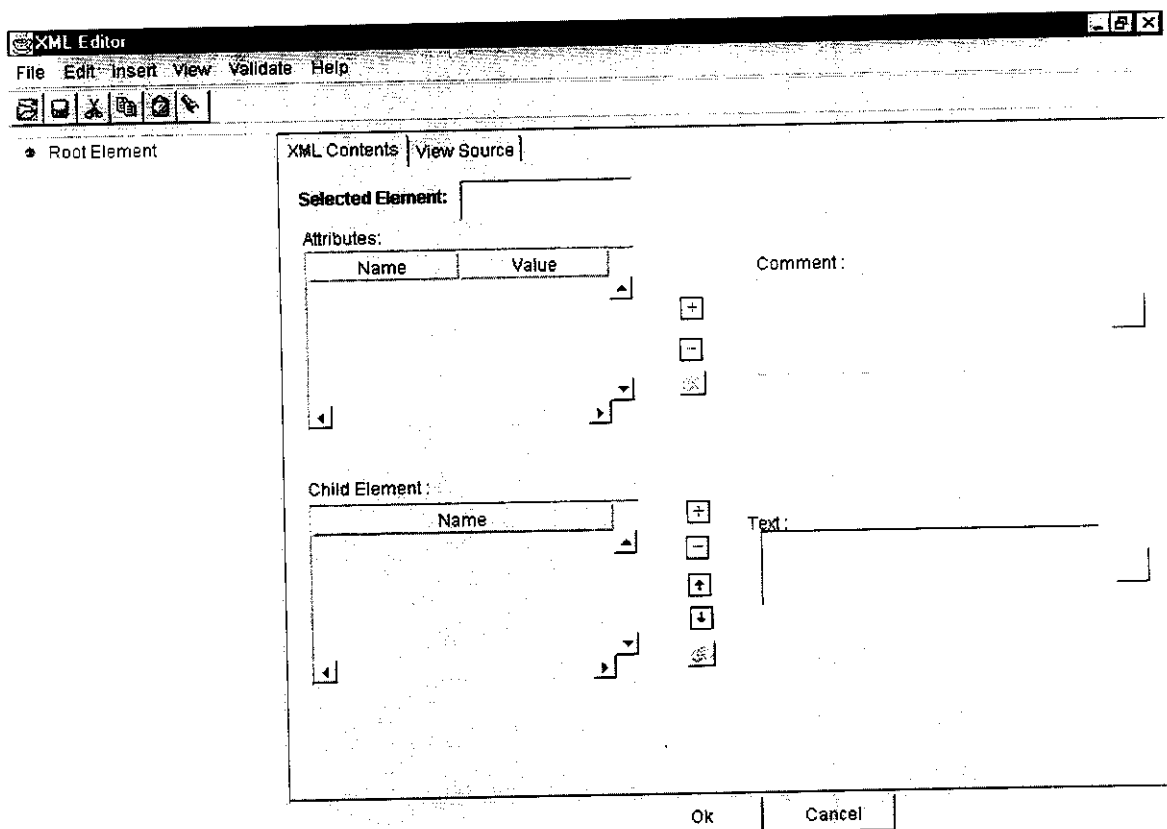 XML Editor
File Edit Insert View Validate Help
Root Element
XML Contents View Source
Selected Element:
Attributes:
Name Value
Comment :
Child Element :
Name
Text :
Ok Cancel